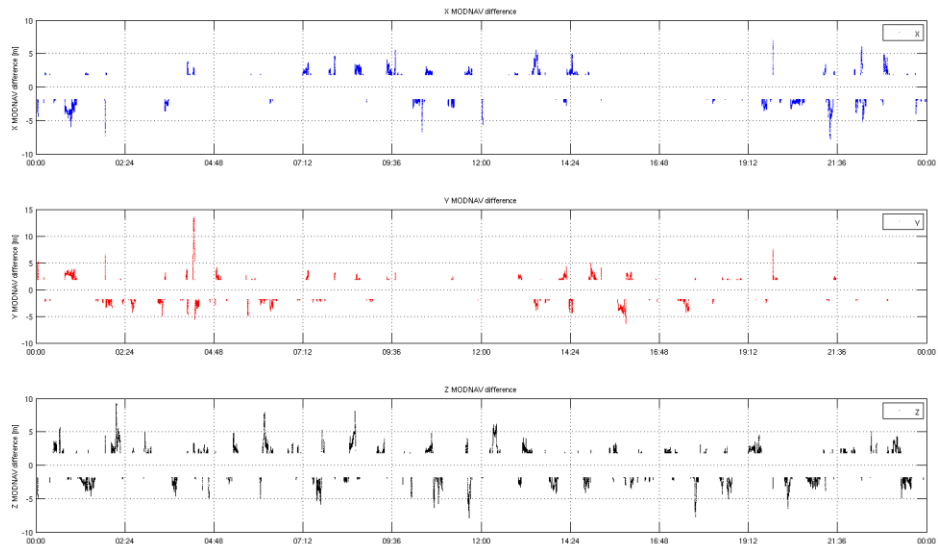 X MODNAV difference
X
X MODNAV difference [m]
10
5
0
-5
-10
00:00 02:24 04:48 07:12 09:36 12:00 14:24 16:48 19:12 21:36 00:00
Y MODNAV difference
Y
Y MODNAV difference [m]
15
10
5
0
-5
-10
00:00 02:24 04:48 07:12 09:36 12:00 14:24 16:48 19:12 21:36 00:00
Z MODNAV difference
Z
Z MODNAV difference [m]
10
5
0
-5
-10
00:00 02:24 04:48 07:12 09:36 12:00 14:24 16:48 19:12 21:36 00:00